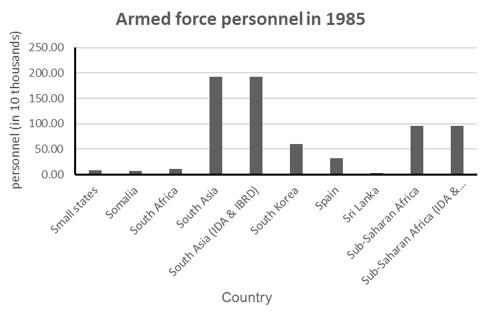 Armed force personnel in 1985
personnel (in 10 thousands)
250.00
200.00
150.00
100.00
50.00
0.00
Small states
Somalia
South Africa
South Asia
South Asia (IDA & IBRD)
South Korea
Spain
Sri Lanka
Sub-Saharan Africa
Sub-Saharan Africa (IDA &...
Country